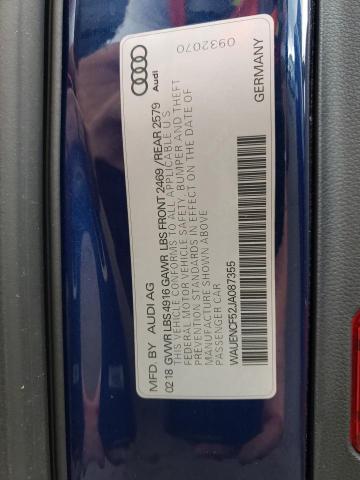 0932070
Audi
GERMANY
MFD. BY AUDI AG
02 18 GVWR LBS 4916 GAWR LBS FRONT 2469 / REAR 2579
THIS VEHICLE CONFORMS TO ALL APPLICABLE U S
FEDERAL MOTOR VEHICLE SAFETY, BUMPER AND THEFT
PREVENTION STANDARDS IN EFFECT ON THE DATE OF
MANUFACTURE SHOWN ABOVE
PASSENGER CAR
WAUENCF52JA087355